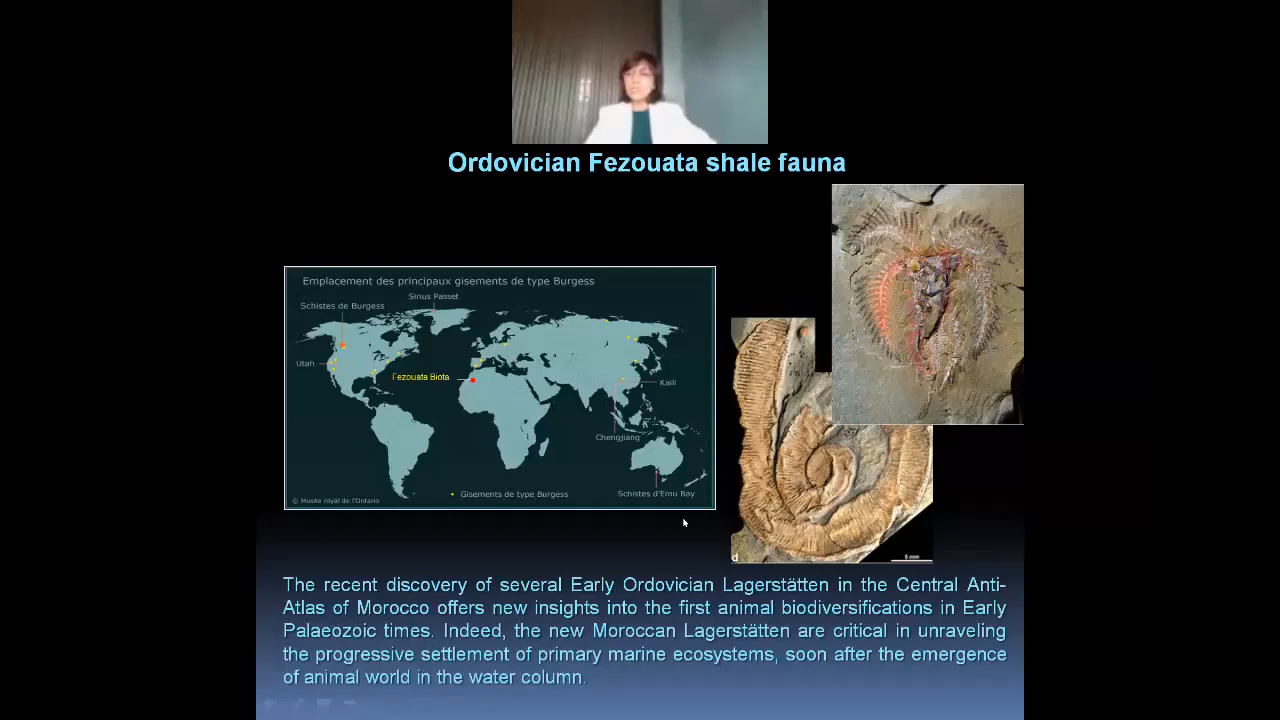 Ordovician Fezouata shale fauna
Emplacement des principaux gisements de type Burgess
Sirius Passet
Schistes de Burgess
Utah
Fezouata Biota
Kaili
Chengjiang
Schistes d'Emu Bay
Gisements de type Burgess
© Musée royal de l'Ontario
d
5 mm
The recent discovery of several Early Ordovician Lagerstätten in the Central Anti-
Atlas of Morocco offers new insights into the first animal biodiversifications in Early
Palaeozoic times. Indeed, the new Moroccan Lagerstätten are critical in unraveling
the progressive settlement of primary marine ecosystems, soon after the emergence
of animal world in the water column.